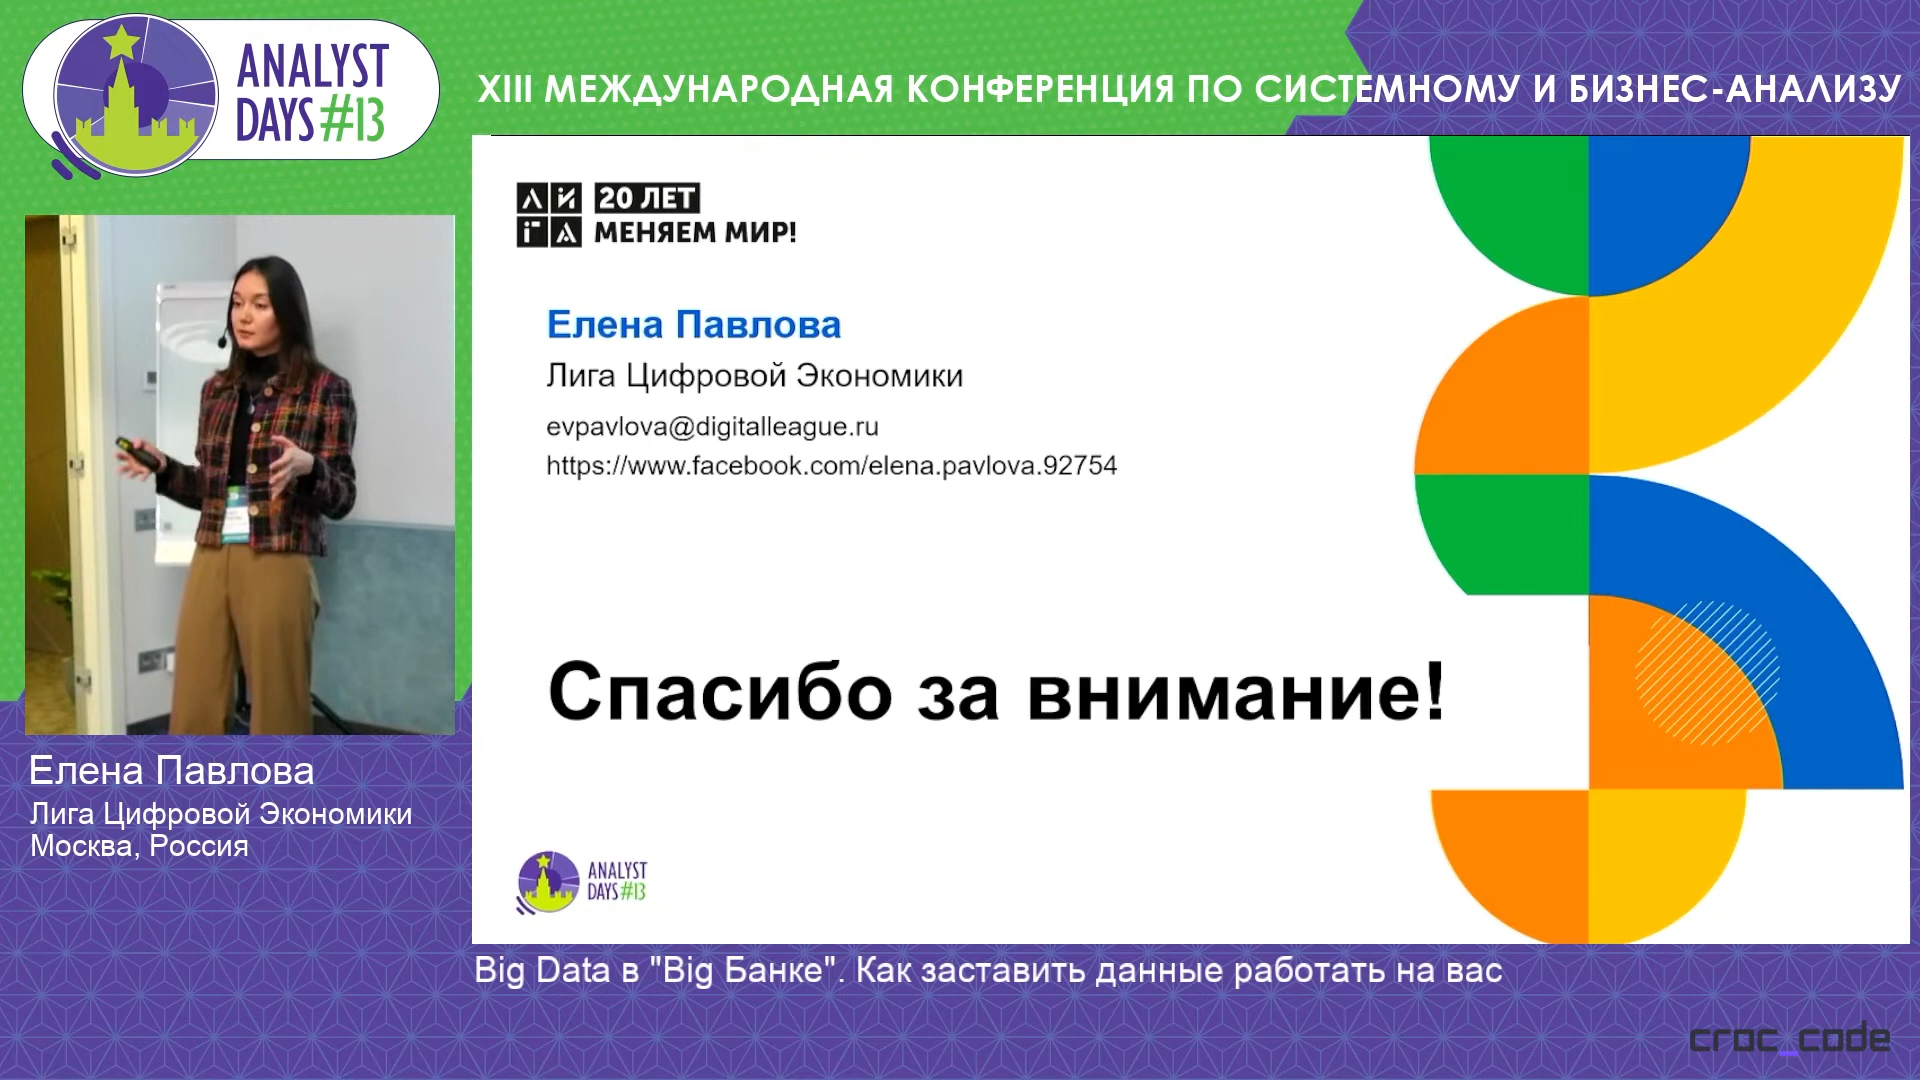 ANALYST
DAYS #13
XIII МЕЖДУНАРОДНАЯ КОНФЕРЕНЦИЯ ПО СИСТЕМНОМУ И БИЗНЕС-АНАЛИЗУ
ЛИГА
20 ЛЕТ
МЕНЯЕМ МИР!
Елена Павлова
Лига Цифровой Экономики
evpavlova@digitalleague.ru
https://www.facebook.com/elena.pavlova.92754
Спасибо за внимание!
ANALYST
DAYS #13
Елена Павлова
Лига Цифровой Экономики
Москва, Россия
Big Data в "Big Банке". Как заставить данные работать на вас
croc_code